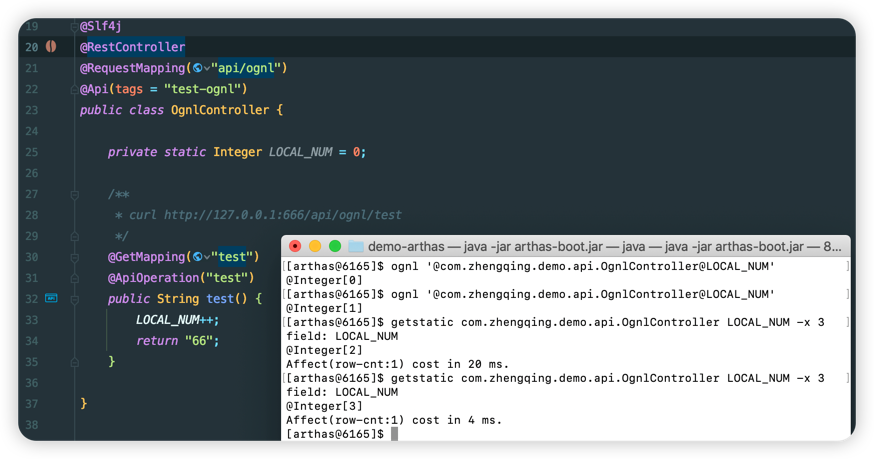 19 @Slf4j
20 @RestController
21 @RequestMapping("api/ognl")
22 @Api(tags = "test-ognl")
23 public class OgnlController {
24
25 private static Integer LOCAL_NUM = 0;
26
27 /**
28 * curl http://127.0.0.1:666/api/ognl/test
29 */
30 @GetMapping("test")
31 @ApiOperation("test")
32 public String test() {
33 LOCAL_NUM++;
34 return "66";
35 }
36
37 }
38
demo-arthas — java -jar arthas-boot.jar — java — java -jar arthas-boot.jar — 8...
[[arthas@6165]$ ognl '@com.zhengqing.demo.api.OgnlController@LOCAL_NUM' ]
@Integer[0]
[[arthas@6165]$ ognl '@com.zhengqing.demo.api.OgnlController@LOCAL_NUM' ]
@Integer[1]
[[arthas@6165]$ getstatic com.zhengqing.demo.api.OgnlController LOCAL_NUM -x 3 ]
field: LOCAL_NUM
@Integer[2]
Affect(row-cnt:1) cost in 20 ms.
[[arthas@6165]$ getstatic com.zhengqing.demo.api.OgnlController LOCAL_NUM -x 3 ]
field: LOCAL_NUM
@Integer[3]
Affect(row-cnt:1) cost in 4 ms.
[arthas@6165]$